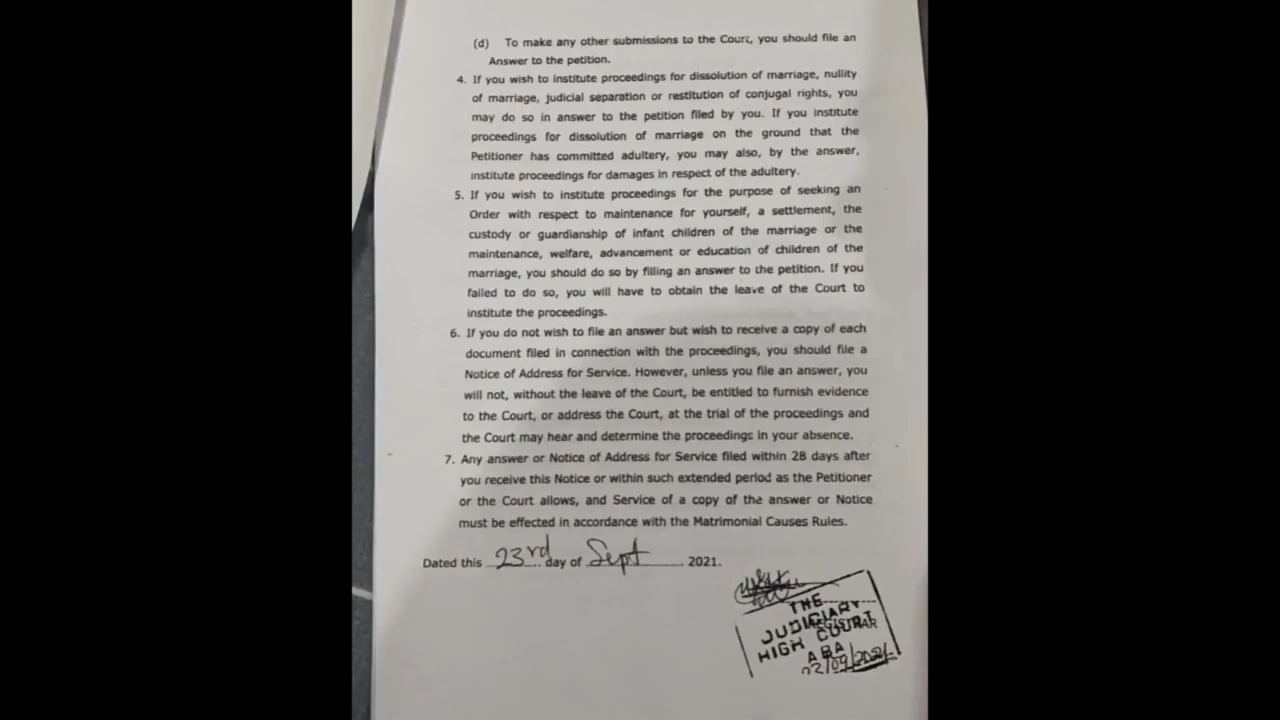 (d) To make any other submissions to the Court, you should file an
Answer to the petition.
4. If you wish to institute proceedings for dissolution of marriage, nullity
of marriage, judicial separation or restitution of conjugal rights, you
may do so in answer to the petition filed by you. If you institute
proceedings for dissolution of marriage on the ground that the
Petitioner has committed adultery, you may also, by the answer,
institute proceedings for damages in respect of the adultery.
5. If you wish to institute proceedings for the purpose of seeking an
Order with respect to maintenance for yourself, a settlement, the
custody or guardianship of infant children of the marriage or the
maintenance, welfare, advancement or education of children of the
marriage, you should do so by filling an answer to the petition. If you
failed to do so, you will have to obtain the leave of the Court to
institute the proceedings.
6. If you do not wish to file an answer but wish to receive a copy of each
document filed in connection with the proceedings, you should file a
Notice of Address for Service. However, unless you file an answer, you
will not, without the leave of the Court, be entitled to furnish evidence
to the Court, or address the Court, at the trial of the proceedings and
the Court may hear and determine the proceedings in your absence.
7. Any answer or Notice of Address for Service filed within 28 days after
you receive this Notice or within such extended period as the Petitioner
or the Court allows, and Service of a copy of the answer or Notice
must be effected in accordance with the Matrimonial Causes Rules.
Dated this 23rd day of Sept 2021.
THE
JUDICIARY
REGISTRAR
HIGH COURT
ABA